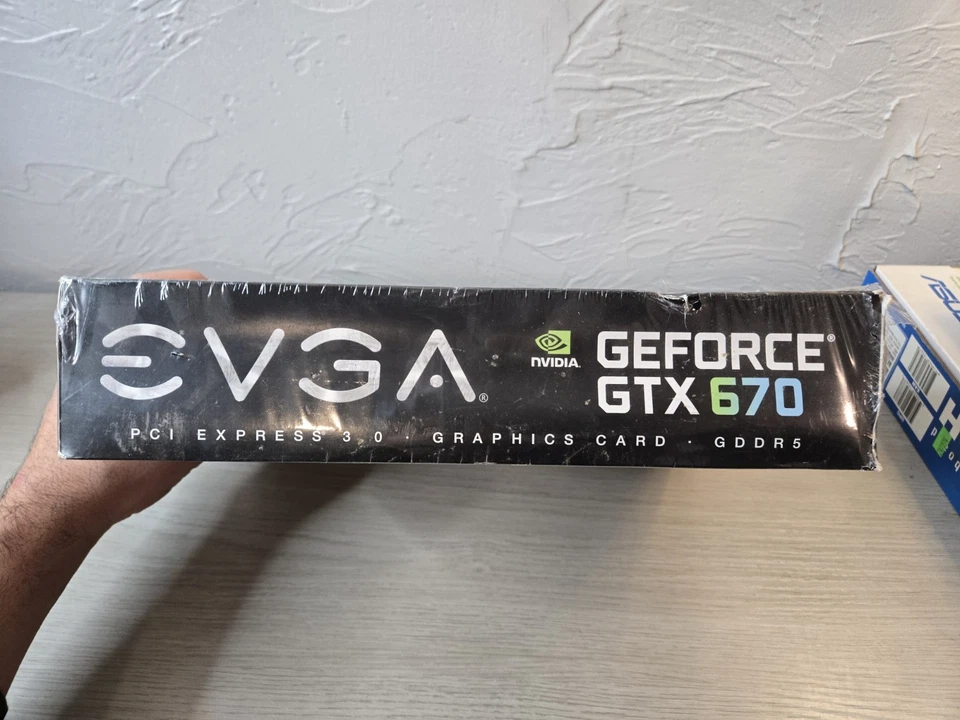 EVGA®
NVIDIA.
GEFORCE®
GTX 670
PCI EXPRESS 3.0 · GRAPHICS CARD · GDDR5